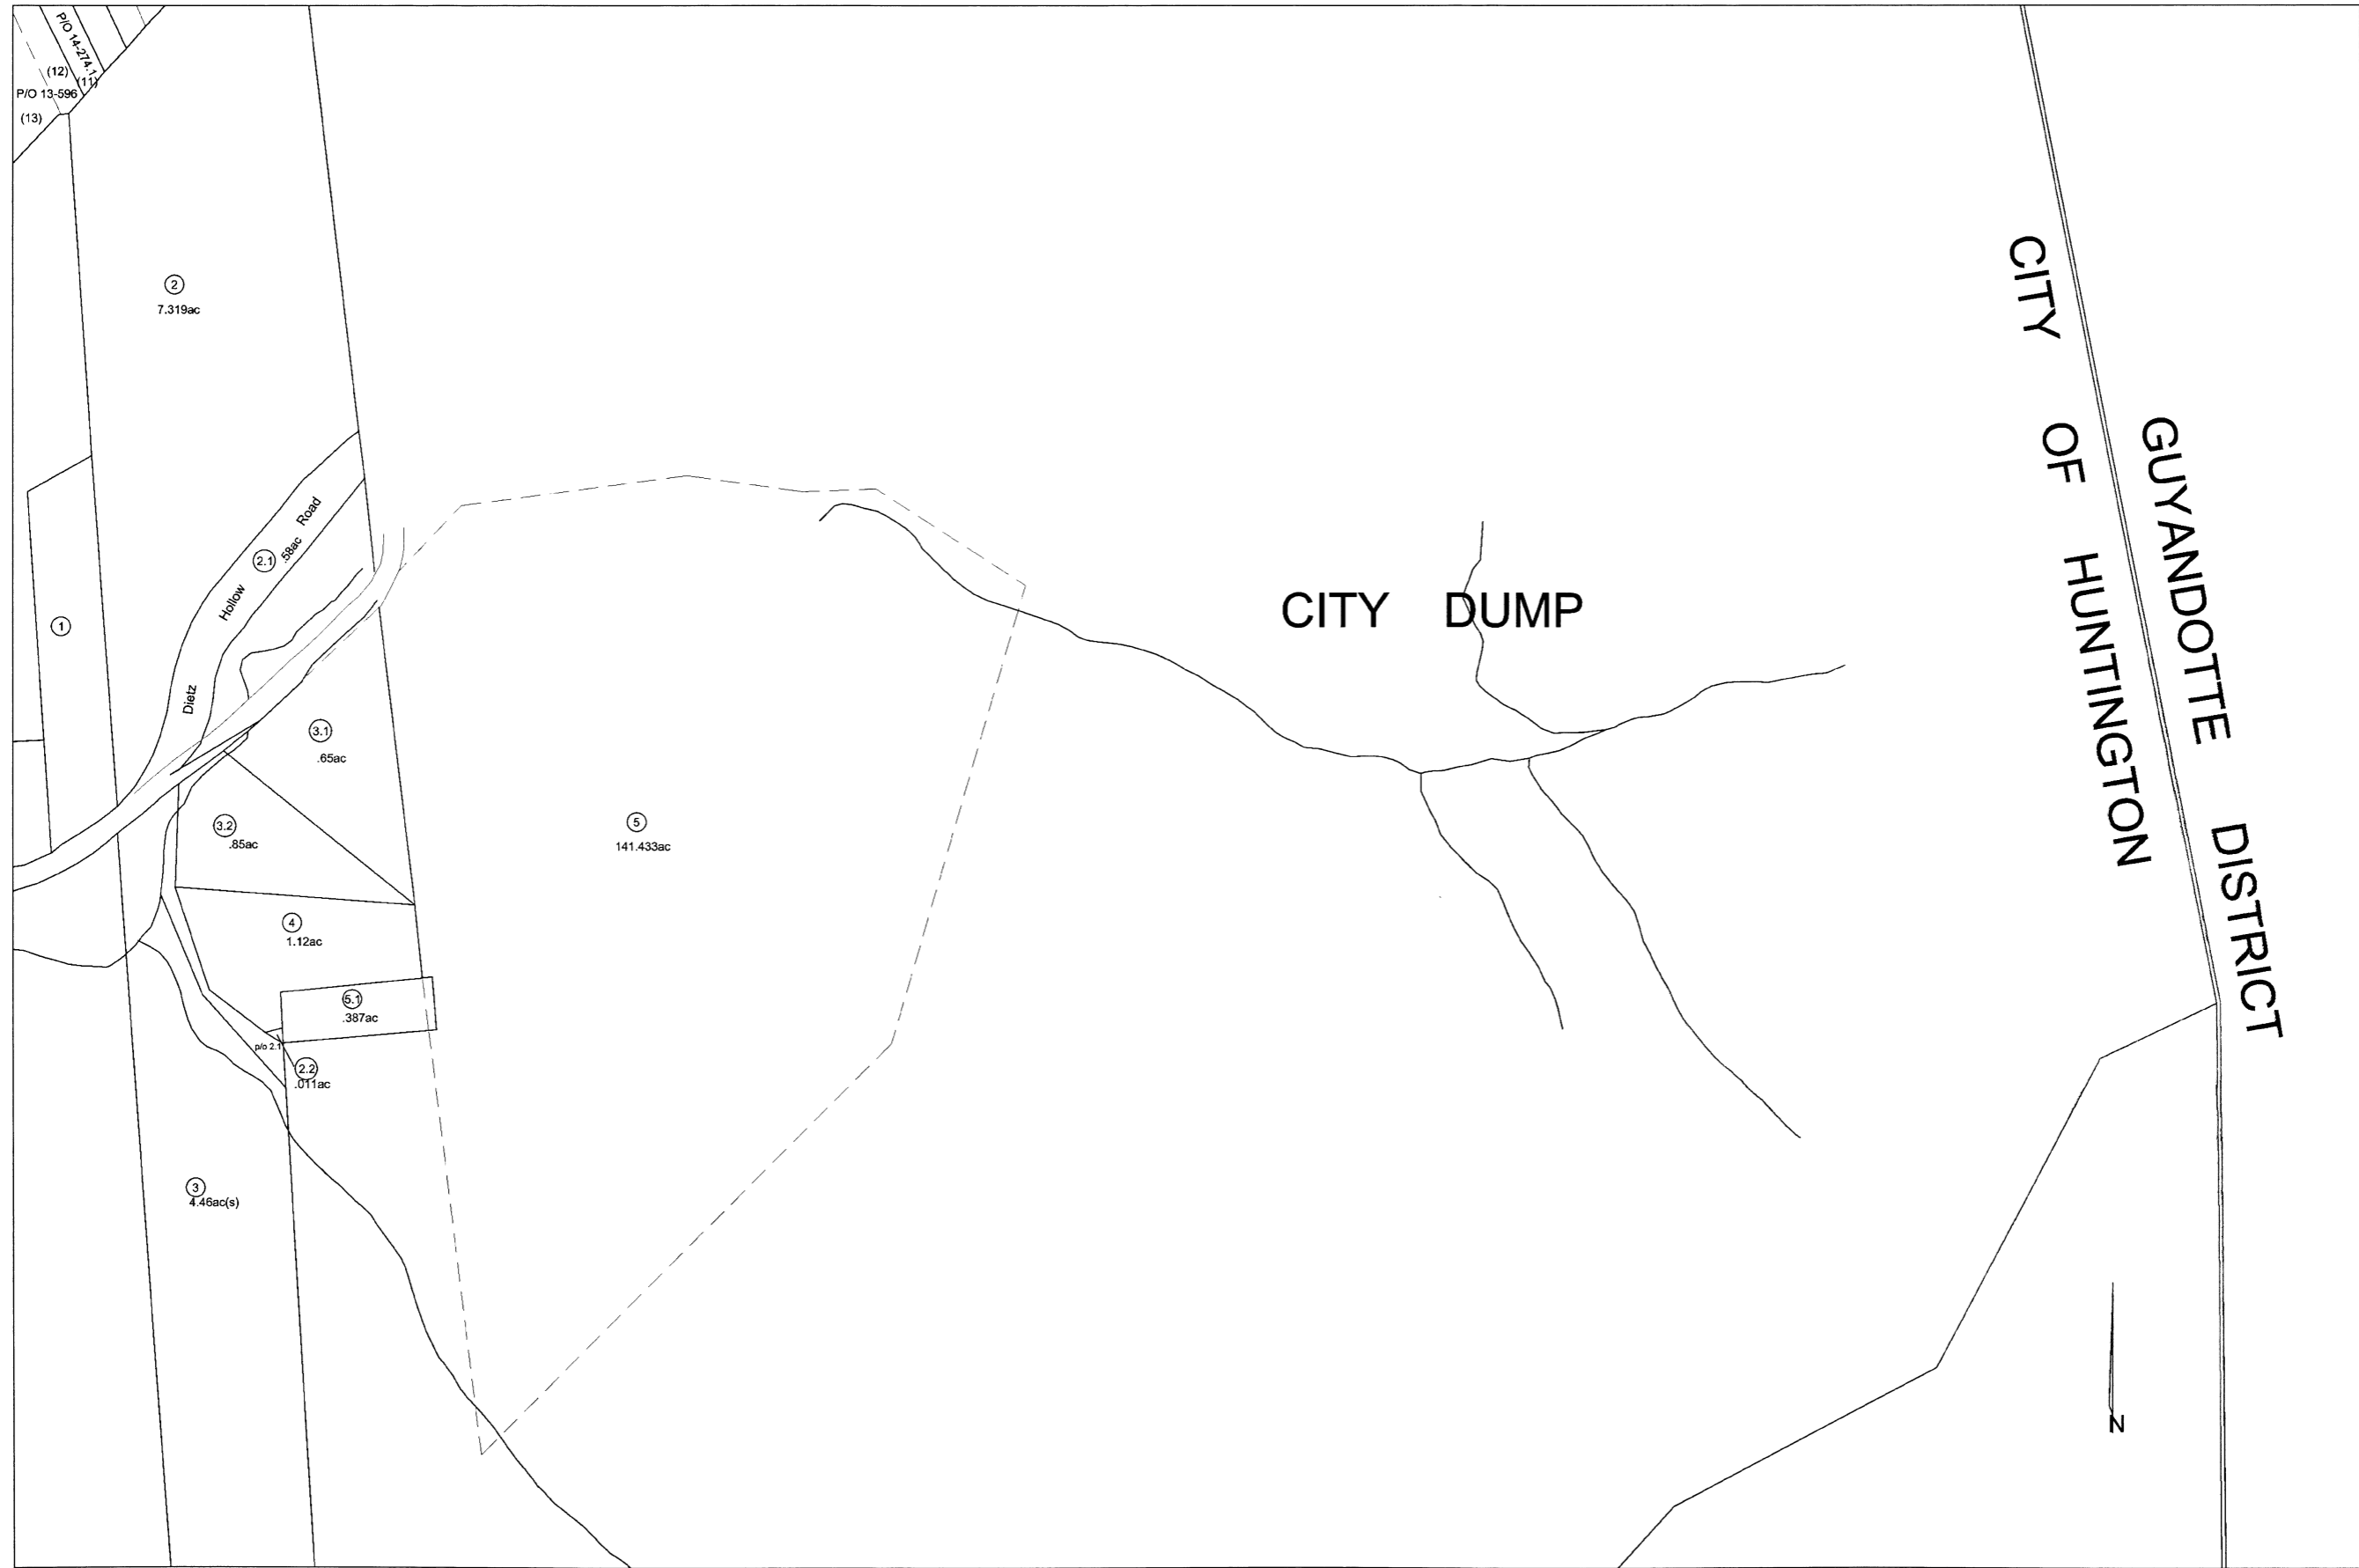 P/O 14-274.1
(12)
(11)
P/O 13-596
(13)
2
7.319ac
Dietz Hollow Road
2.1
.58ac
1
3.1
.65ac
3.2
.85ac
4
1.12ac
5.1
.387ac
p/o 2.1
2.2
.011ac
3
4.46ac(s)
5
141.433ac
CITY DUMP
CITY OF HUNTINGTON
GUYANDOTTE DISTRICT
N